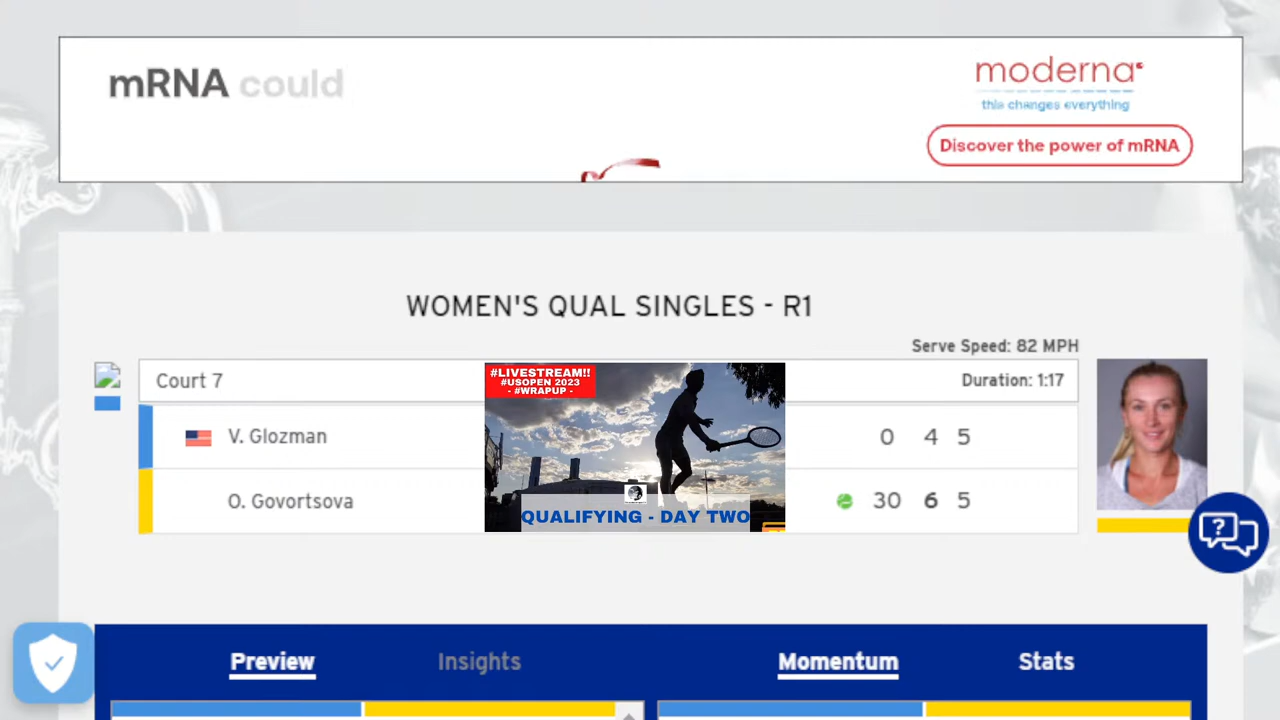 mRNA could
moderna
this changes everything
Discover the power of mRNA
WOMEN'S QUAL SINGLES - R1
Serve Speed: 82 MPH
Court 7
Duration: 1:17
V. Glozman 0 4 5
O. Govortsova 30 6 5
#LIVESTREAM!!
#USOPEN 2023
- #WRAPUP -
QUALIFYING - DAY TWO
?
Preview Insights Momentum Stats